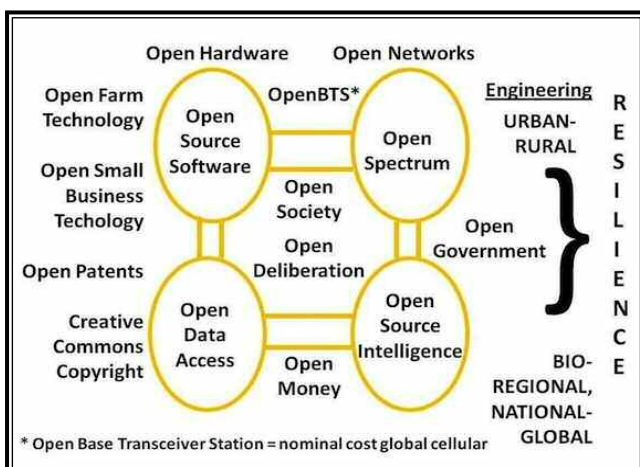 Open Hardware
Open Networks
Open Farm
Technology
OpenBTS*
Engineering
URBAN-
RURAL
Open
Source
Software
Open
Spectrum
Open Small
Business
Techology
Open
Society
Open
Government
Open
Deliberation
Open Patents
Open
Data
Access
Open
Source
Intelligence
Creative
Commons
Copyright
Open
Money
BIO-
REGIONAL,
NATIONAL-
GLOBAL
R
E
S
I
L
I
E
N
C
E
* Open Base Transceiver Station = nominal cost global cellular